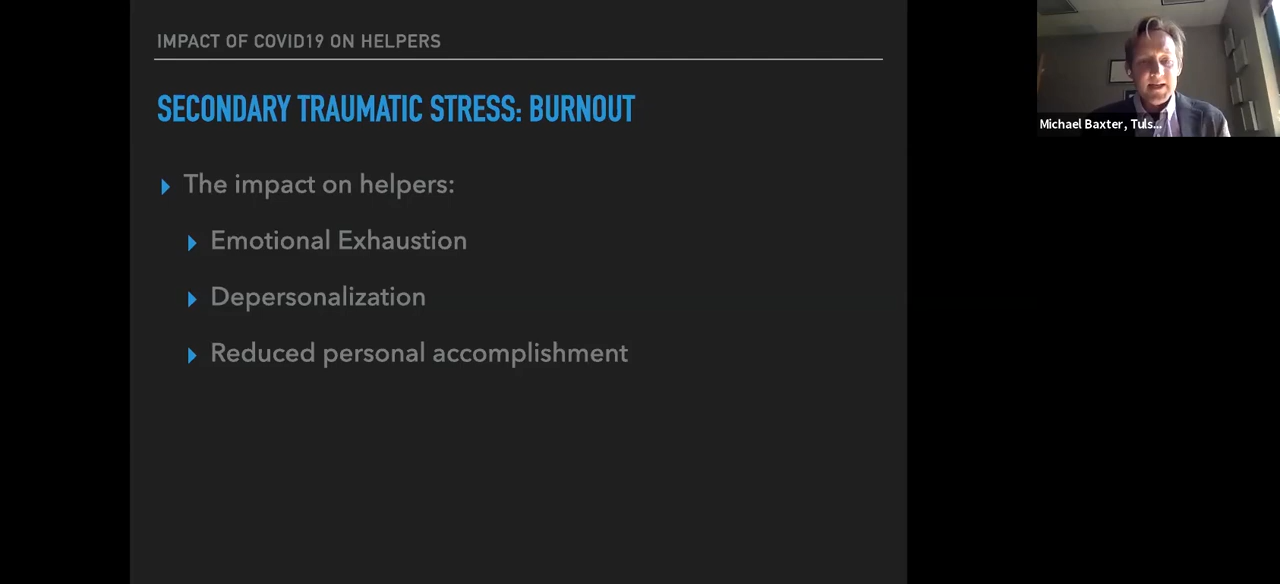 IMPACT OF COVID19 ON HELPERS
SECONDARY TRAUMATIC STRESS: BURNOUT
The impact on helpers:
Emotional Exhaustion
Depersonalization
Reduced personal accomplishment
Michael Baxter, Tuls...